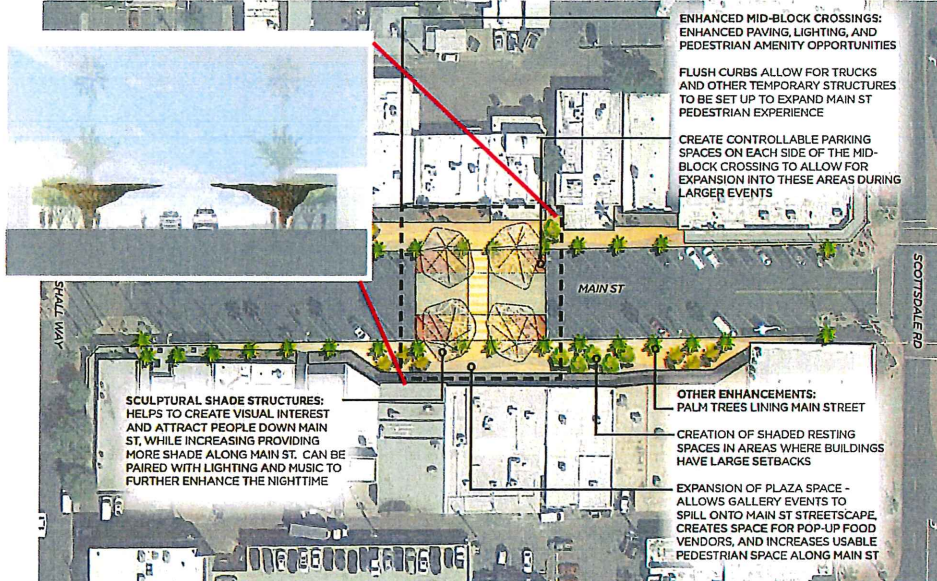 ENHANCED MID-BLOCK CROSSINGS:
ENHANCED PAVING, LIGHTING, AND
PEDESTRIAN AMENITY OPPORTUNITIES
FLUSH CURBS ALLOW FOR TRUCKS
AND OTHER TEMPORARY STRUCTURES
TO BE SET UP TO EXPAND MAIN ST
PEDESTRIAN EXPERIENCE
CREATE CONTROLLABLE PARKING
SPACES ON EACH SIDE OF THE MID-
BLOCK CROSSING TO ALLOW FOR
EXPANSION INTO THESE AREAS DURING
LARGER EVENTS
SHALL WAY
MAIN ST
SCOTTSDALE RD
SCULPTURAL SHADE STRUCTURES:
HELPS TO CREATE VISUAL INTEREST
AND ATTRACT PEOPLE DOWN MAIN
ST, WHILE INCREASING PROVIDING
MORE SHADE ALONG MAIN ST. CAN BE
PAIRED WITH LIGHTING AND MUSIC TO
FURTHER ENHANCE THE NIGHTTIME
OTHER ENHANCEMENTS:
PALM TREES LINING MAIN STREET
CREATION OF SHADED RESTING
SPACES IN AREAS WHERE BUILDINGS
HAVE LARGE SETBACKS
EXPANSION OF PLAZA SPACE -
ALLOWS GALLERY EVENTS TO
SPILL ONTO MAIN ST STREETSCAPE,
CREATES SPACE FOR POP-UP FOOD
VENDORS, AND INCREASES USABLE
PEDESTRIAN SPACE ALONG MAIN ST